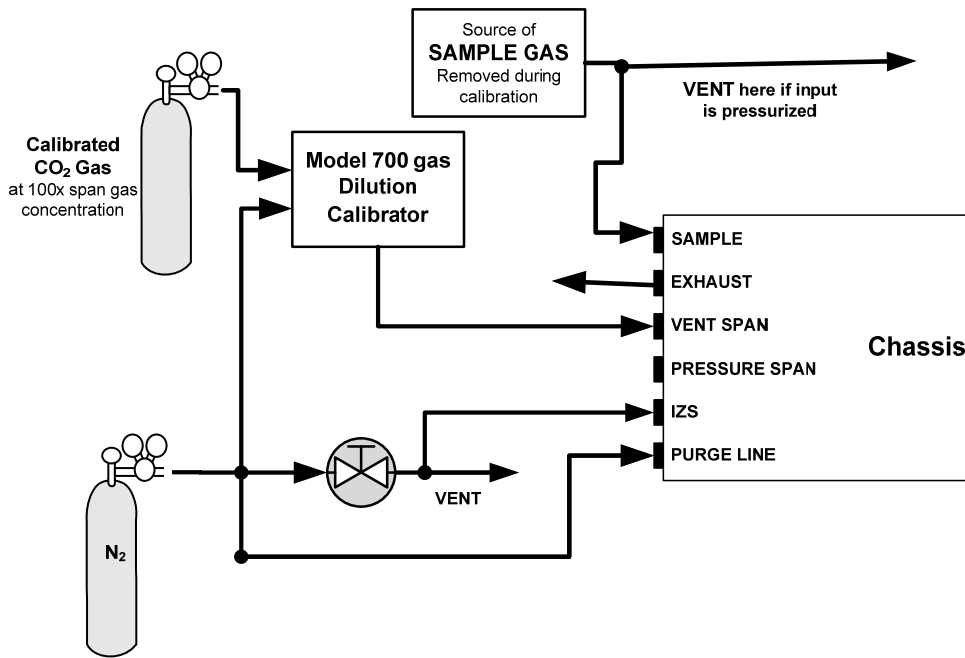 Source of
SAMPLE GAS
Removed during
calibration
VENT here if input
is pressurized
Calibrated
CO₂ Gas
at 100x span gas
concentration
Model 700 gas
Dilution
Calibrator
SAMPLE
EXHAUST
VENT SPAN
PRESSURE SPAN
IZS
PURGE LINE
Chassis
VENT
N₂